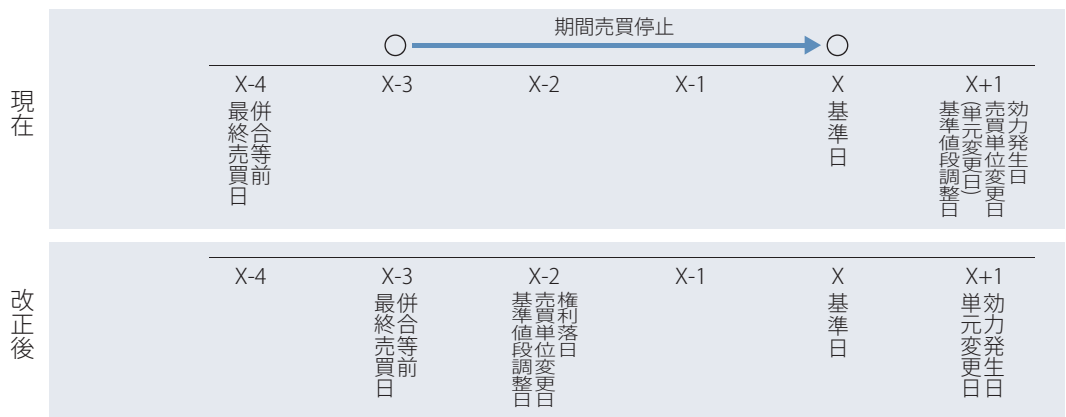 現在
期間売買停止
X-4
X-3
X-2
X-1
X
X+1
併合等前
最終売買日
基準日
効力発生日
売買単位変更日
(単元変更日)
基準値段調整日
改正後
X-4
X-3
X-2
X-1
X
X+1
併合等前
最終売買日
権利落日
売買単位変更日
基準値段調整日
基準日
効力発生日
単元変更日